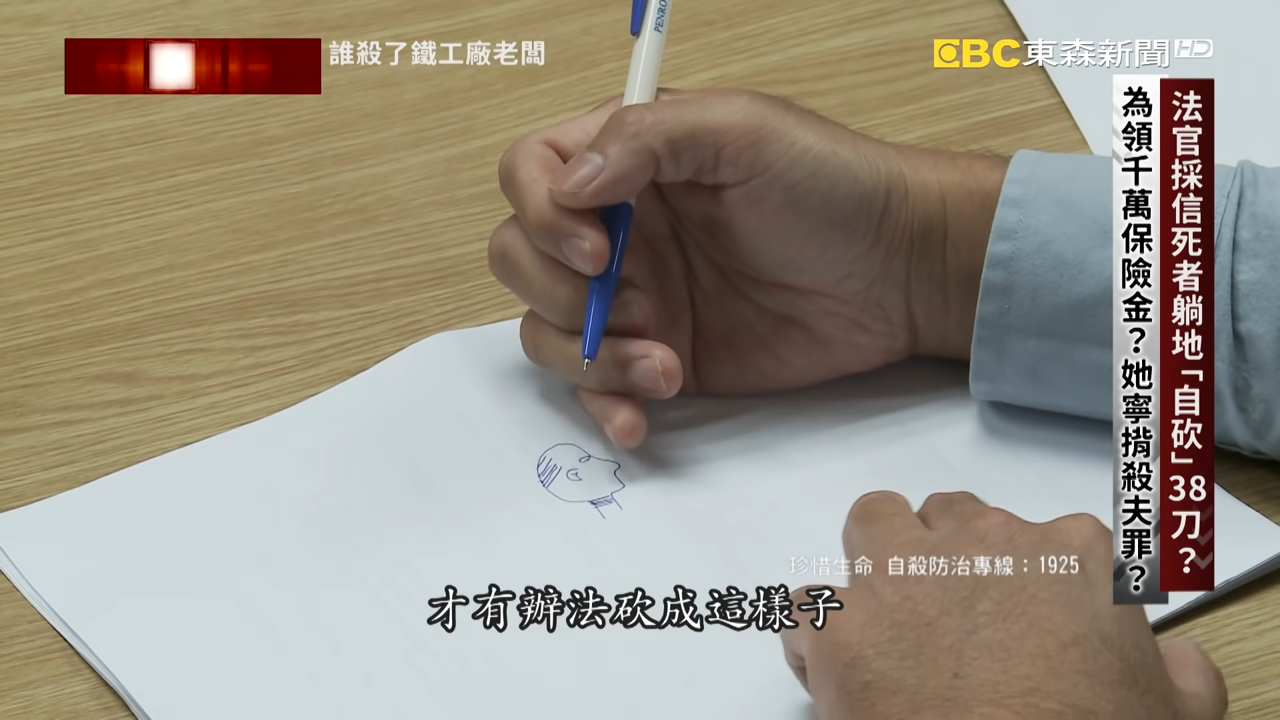 誰殺了鐵工廠老闆
EBC東森新聞HD
法官採信死者躺地「自砍」38刀？
為領千萬保險金？她寧揹殺夫罪？
PENRO
珍惜生命 自殺防治專線：1925
才有辦法砍成這樣子